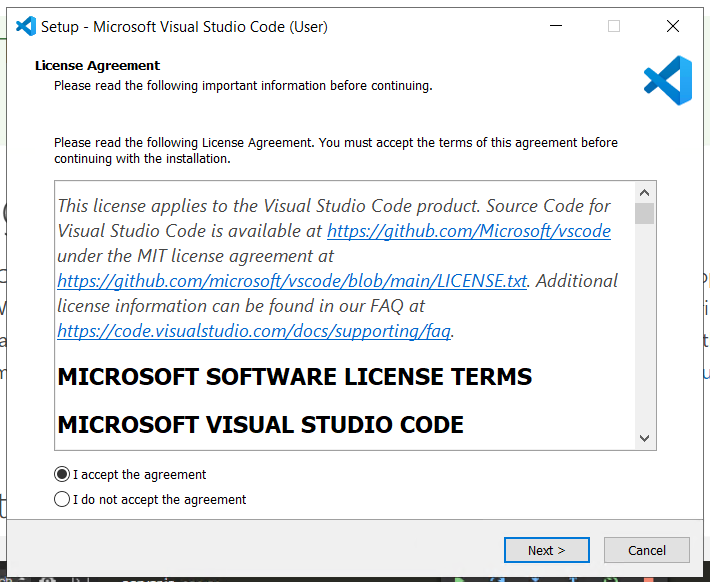 Setup - Microsoft Visual Studio Code (User)
License Agreement
Please read the following important information before continuing.
Please read the following License Agreement. You must accept the terms of this agreement before
continuing with the installation.
This license applies to the Visual Studio Code product. Source Code for
Visual Studio Code is available at https://github.com/Microsoft/vscode
under the MIT license agreement at
https://github.com/microsoft/vscode/blob/main/LICENSE.txt. Additional
license information can be found in our FAQ at
https://code.visualstudio.com/docs/supporting/faq.
MICROSOFT SOFTWARE LICENSE TERMS
MICROSOFT VISUAL STUDIO CODE
I accept the agreement
I do not accept the agreement
Next >
Cancel